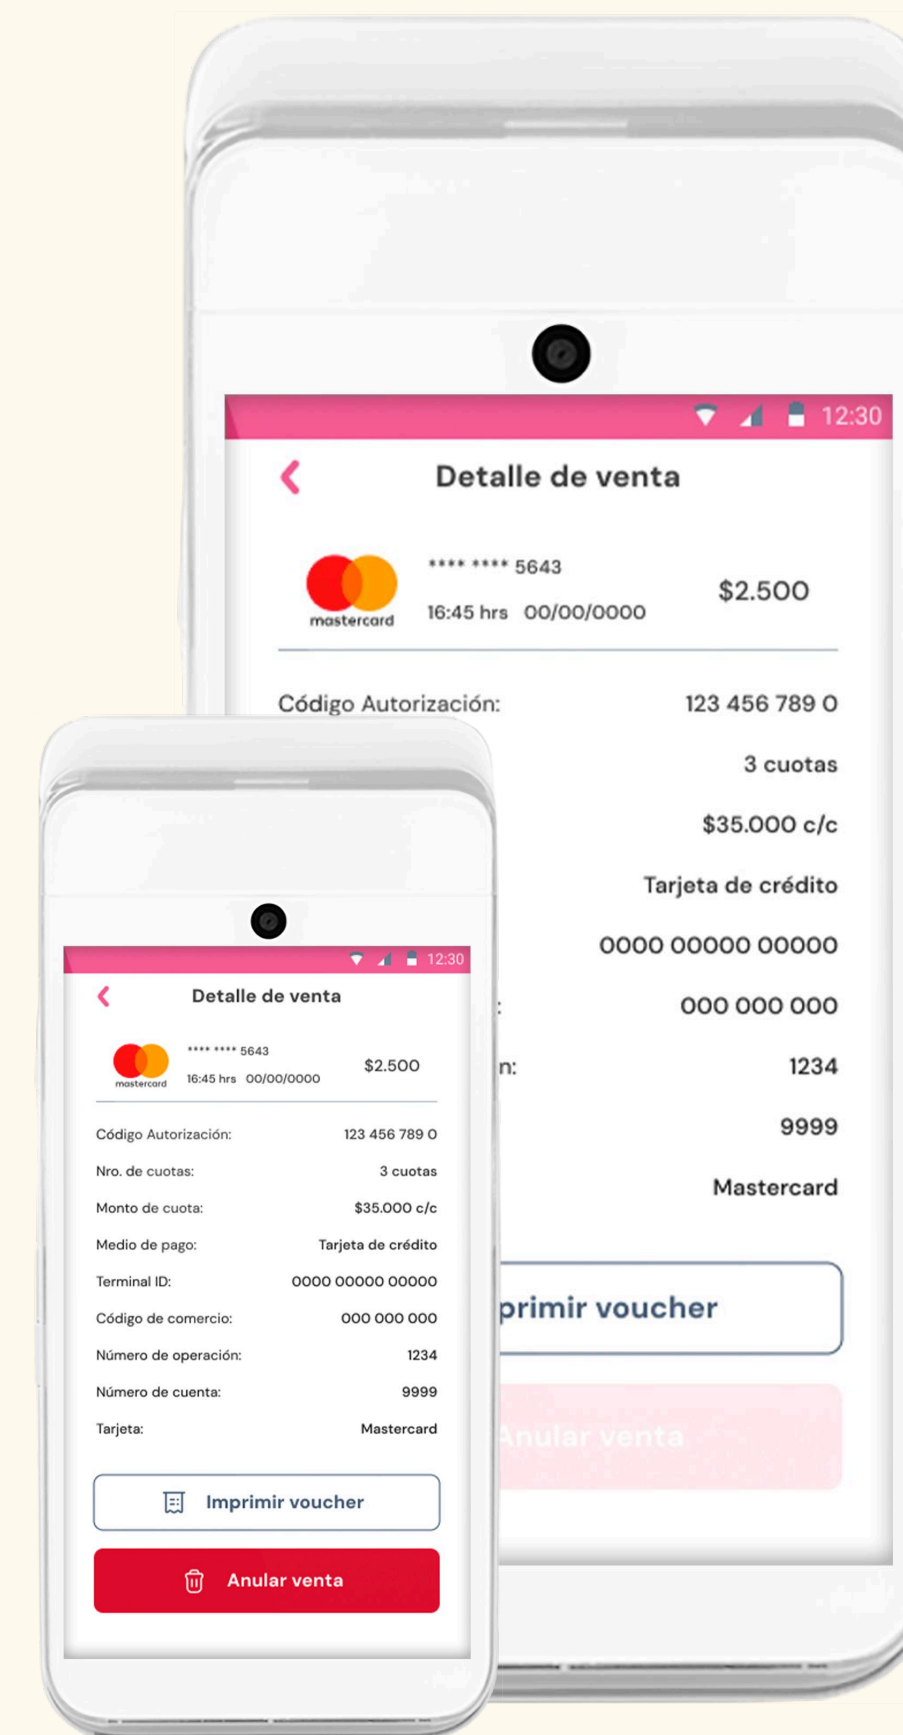 12:30
Detalle de venta
**** **** 5643
mastercard
16:45 hrs 00/00/0000
$2.500
Código Autorización: 123 456 789 0
3 cuotas
$35.000 c/c
Tarjeta de crédito
0000 00000 00000
: 000 000 000
n: 1234
9999
Mastercard
primir voucher
Anular venta
12:30
Detalle de venta
**** **** 5643
mastercard
16:45 hrs 00/00/0000
$2.500
Código Autorización: 123 456 789 0
Nro. de cuotas: 3 cuotas
Monto de cuota: $35.000 c/c
Medio de pago: Tarjeta de crédito
Terminal ID: 0000 00000 00000
Código de comercio: 000 000 000
Número de operación: 1234
Número de cuenta: 9999
Tarjeta: Mastercard
Imprimir voucher
Anular venta